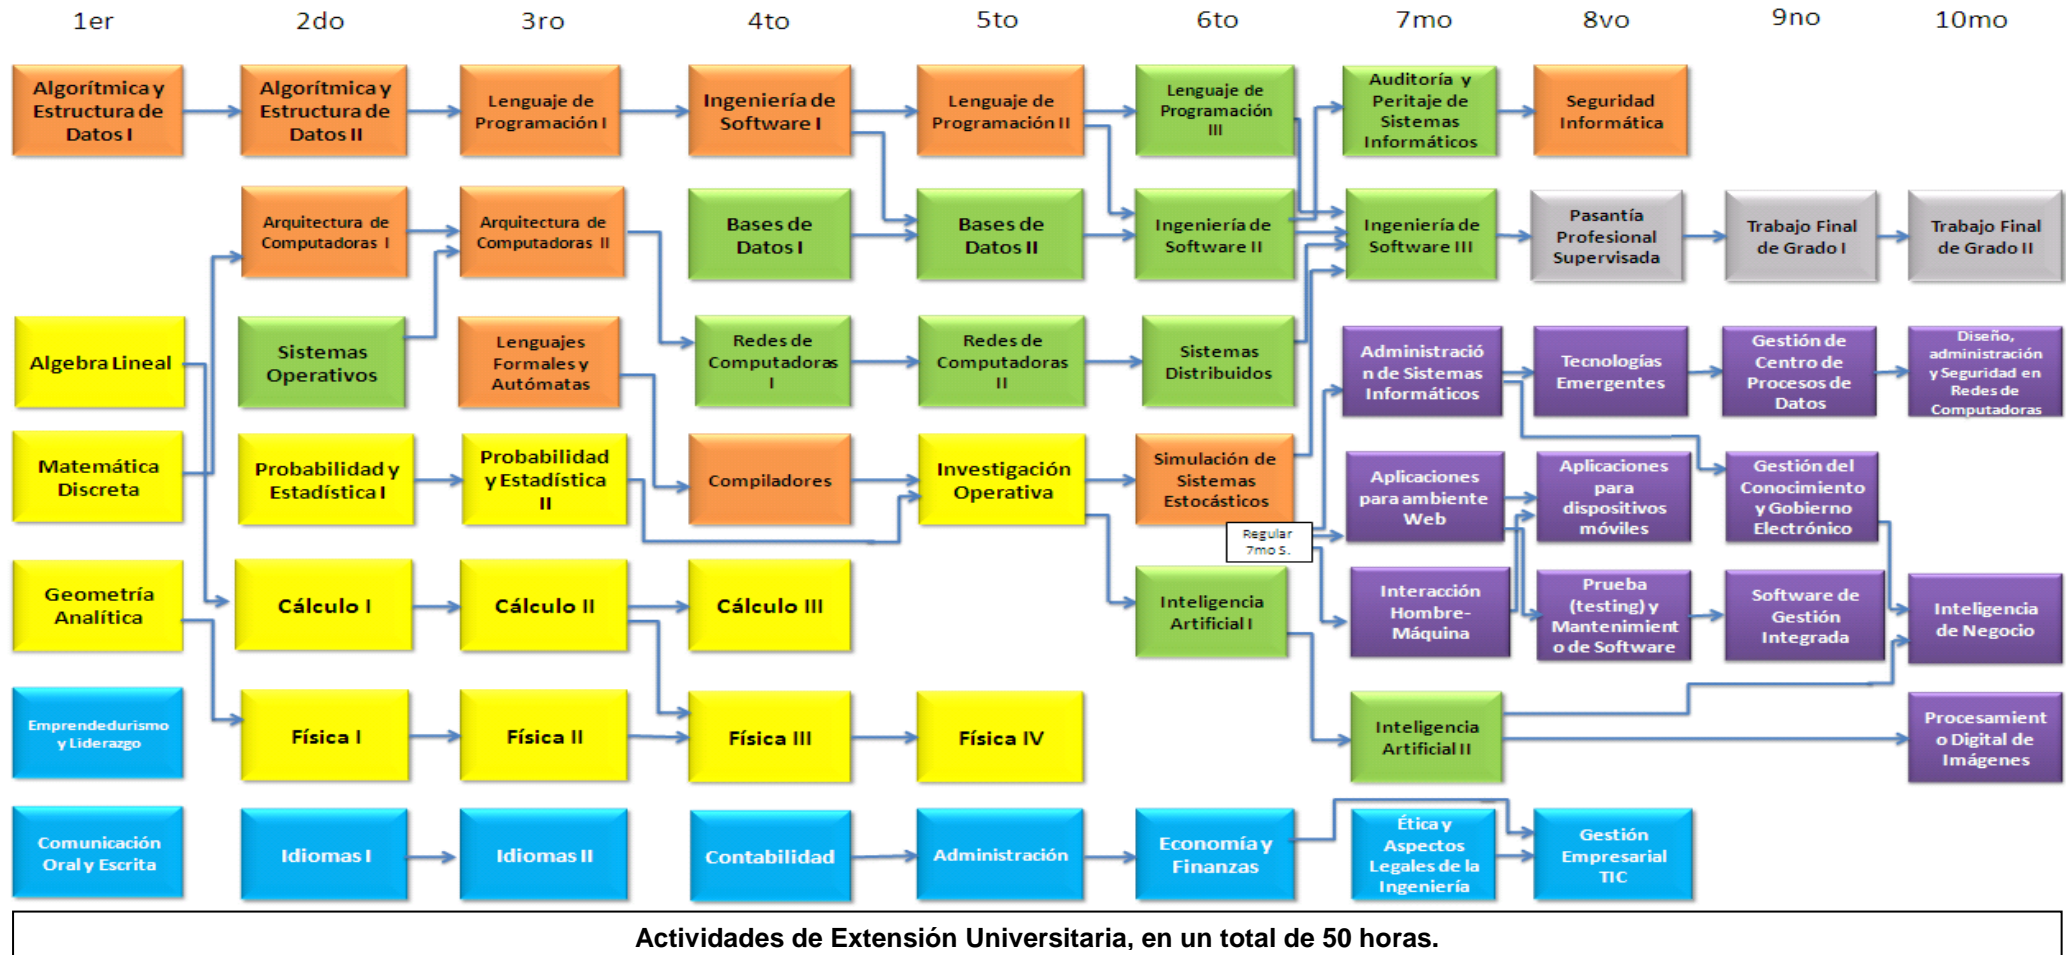 1er 2do 3ro 4to 5to 6to 7mo 8vo 9no 10mo
Algorítmica y
Estructura de
Datos I
Algorítmica y
Estructura de
Datos II
Lenguaje de
Programación I
Ingeniería de
Software I
Lenguaje de
Programación II
Lenguaje de
Programación
III
Auditoría y
Peritaje de
Sistemas
Informáticos
Seguridad
Informática
Arquitectura de
Computadoras I
Arquitectura de
Computadoras II
Bases de
Datos I
Bases de
Datos II
Ingeniería de
Software II
Ingeniería de
Software III
Pasantía
Profesional
Supervisada
Trabajo Final
de Grado I
Trabajo Final
de Grado II
Algebra Lineal
Sistemas
Operativos
Lenguajes
Formales y
Autómatas
Redes de
Computadoras
I
Redes de
Computadoras
II
Sistemas
Distribuidos
Administració
n de Sistemas
Informáticos
Tecnologías
Emergentes
Gestión de
Centro de
Procesos de
Datos
Diseño,
administración
y Seguridad en
Redes de
Computadoras
Matemática
Discreta
Probabilidad y
Estadística I
Probabilidad
y Estadística
II
Compiladores
Investigación
Operativa
Simulación de
Sistemas
Estocásticos
Regular
7mo S.
Aplicaciones
para ambiente
Web
Aplicaciones
para
dispositivos
móviles
Gestión del
Conocimiento
y Gobierno
Electrónico
Geometría
Analítica
Cálculo I
Cálculo II
Cálculo III
Inteligencia
Artificial I
Interacción
Hombre-
Máquina
Prueba
(testing) y
Mantenimient
o de Software
Software de
Gestión
Integrada
Inteligencia
de Negocio
Emprendedurismo
y Liderazgo
Física I
Física II
Física III
Física IV
Inteligencia
Artificial II
Procesamient
o Digital de
Imágenes
Comunicación
Oral y Escrita
Idiomas I
Idiomas II
Contabilidad
Administración
Economía y
Finanzas
Ética y
Aspectos
Legales de la
Ingeniería
Gestión
Empresarial
TIC
Actividades de Extensión Universitaria, en un total de 50 horas.